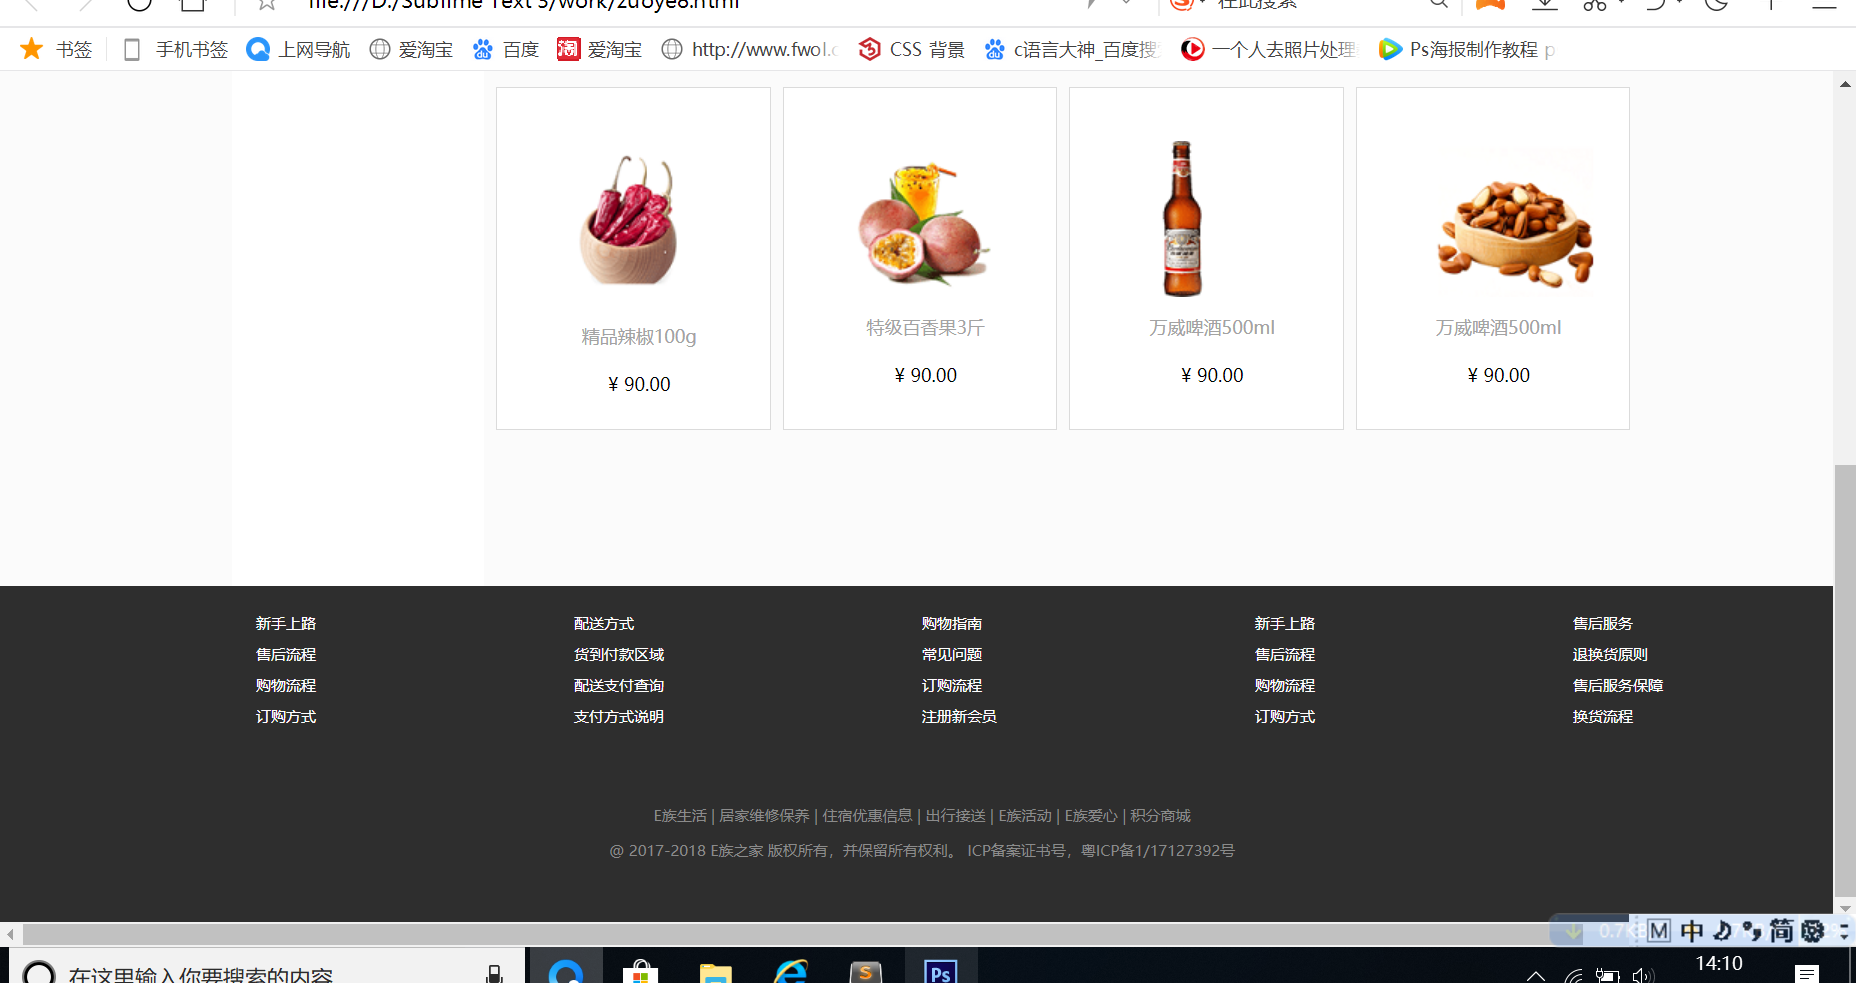 file:///D:/Sublime Text 3/work/zuoye8.html
在此搜索
书签 手机书签 上网导航 爱淘宝 百度 淘 爱淘宝 http://www.fwol.c CSS 背景 c语言大神_百度搜 一个人去照片处理 Ps海报制作教程 p
精品辣椒100g
¥ 90.00
特级百香果3斤
¥ 90.00
万威啤酒500ml
¥ 90.00
万威啤酒500ml
¥ 90.00
新手上路
售后流程
购物流程
订购方式
配送方式
货到付款区域
配送支付查询
支付方式说明
购物指南
常见问题
订购流程
注册新会员
新手上路
售后流程
购物流程
订购方式
售后服务
退换货原则
售后服务保障
换货流程
E族生活 | 居家维修保养 | 住宿优惠信息 | 出行接送 | E族活动 | E族爱心 | 积分商城
@ 2017-2018 E族之家 版权所有，并保留所有权利。 ICP备案证书号，粤ICP备1/17127392号
M 中 简
在这里输入你要搜索的内容
S
Ps
14:10